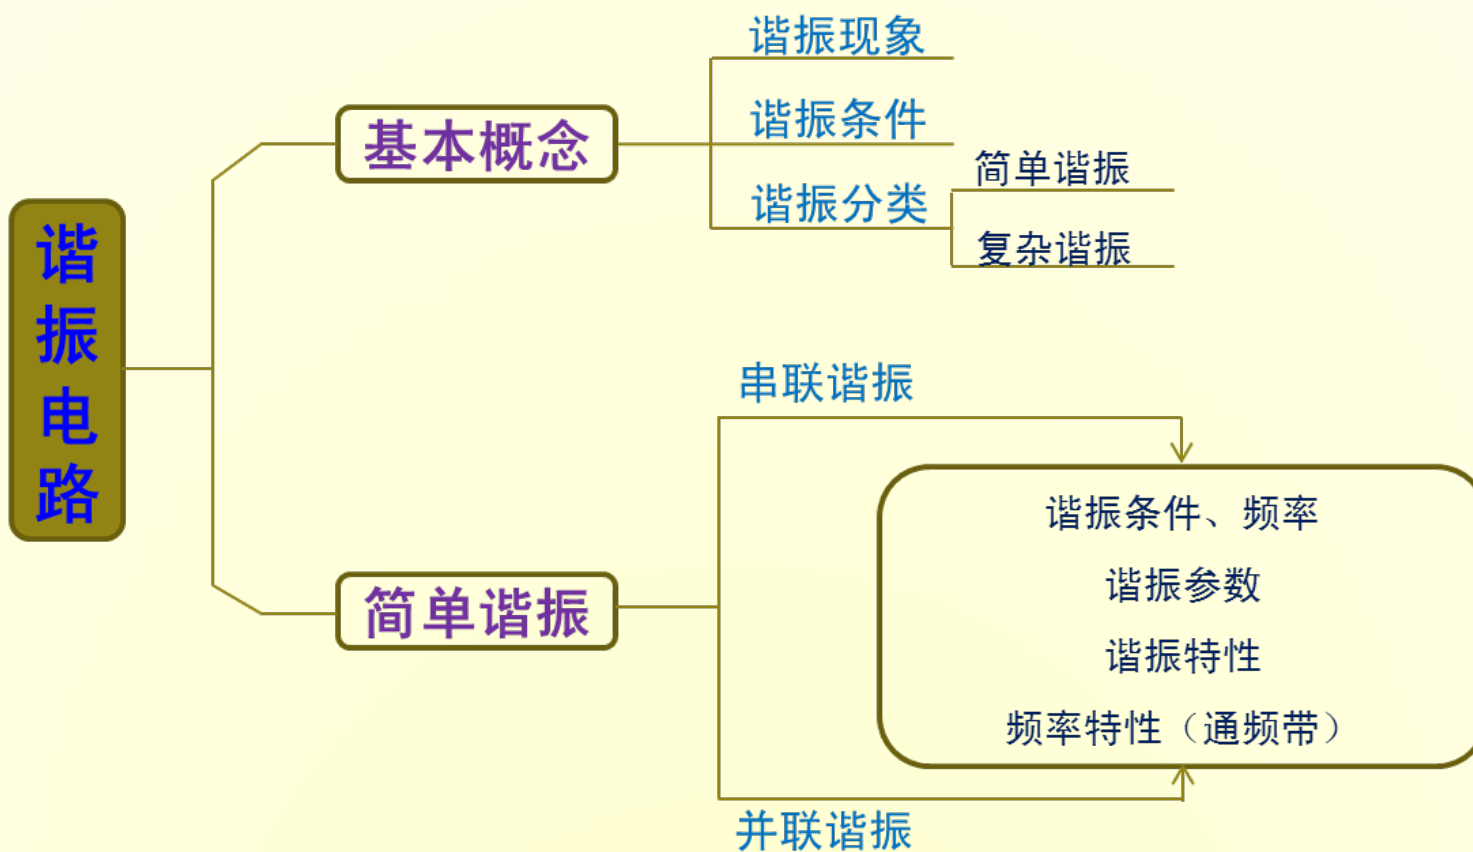 谐振电路
基本概念
谐振现象
谐振条件
谐振分类
简单谐振
复杂谐振
简单谐振
串联谐振
谐振条件、频率
谐振参数
谐振特性
频率特性（通频带）
并联谐振